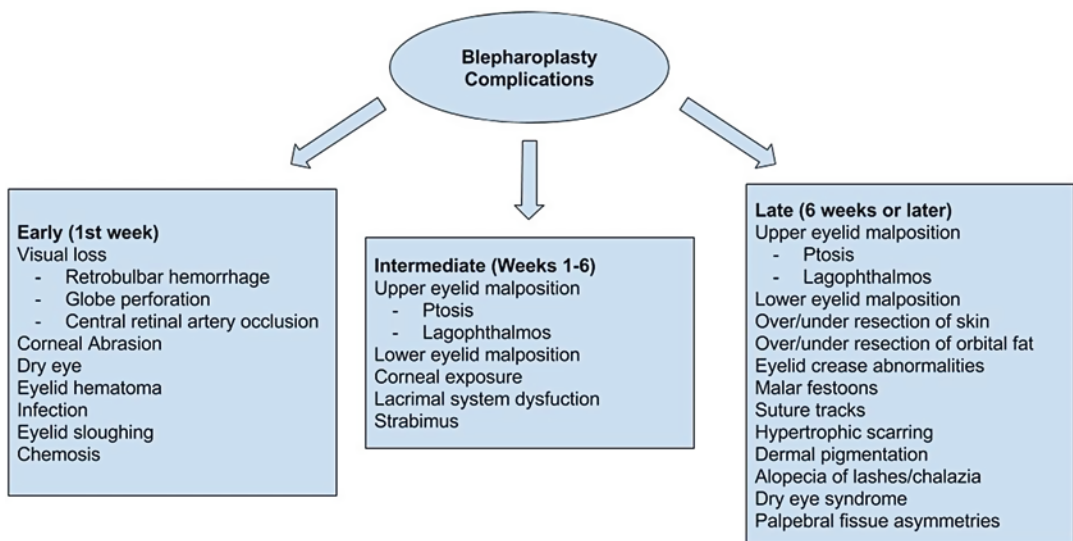 Blepharoplasty
Complications
Early (1st week)
Visual loss
- Retrobulbar hemorrhage
- Globe perforation
- Central retinal artery occlusion
Corneal Abrasion
Dry eye
Eyelid hematoma
Infection
Eyelid sloughing
Chemosis
Intermediate (Weeks 1-6)
Upper eyelid malposition
- Ptosis
- Lagophthalmos
Lower eyelid malposition
Corneal exposure
Lacrimal system dysfuction
Strabimus
Late (6 weeks or later)
Upper eyelid malposition
- Ptosis
- Lagophthalmos
Lower eyelid malposition
Over/under resection of skin
Over/under resection of orbital fat
Eyelid crease abnormalities
Malar festoons
Suture tracks
Hypertrophic scarring
Dermal pigmentation
Alopecia of lashes/chalazia
Dry eye syndrome
Palpebral fissue asymmetries